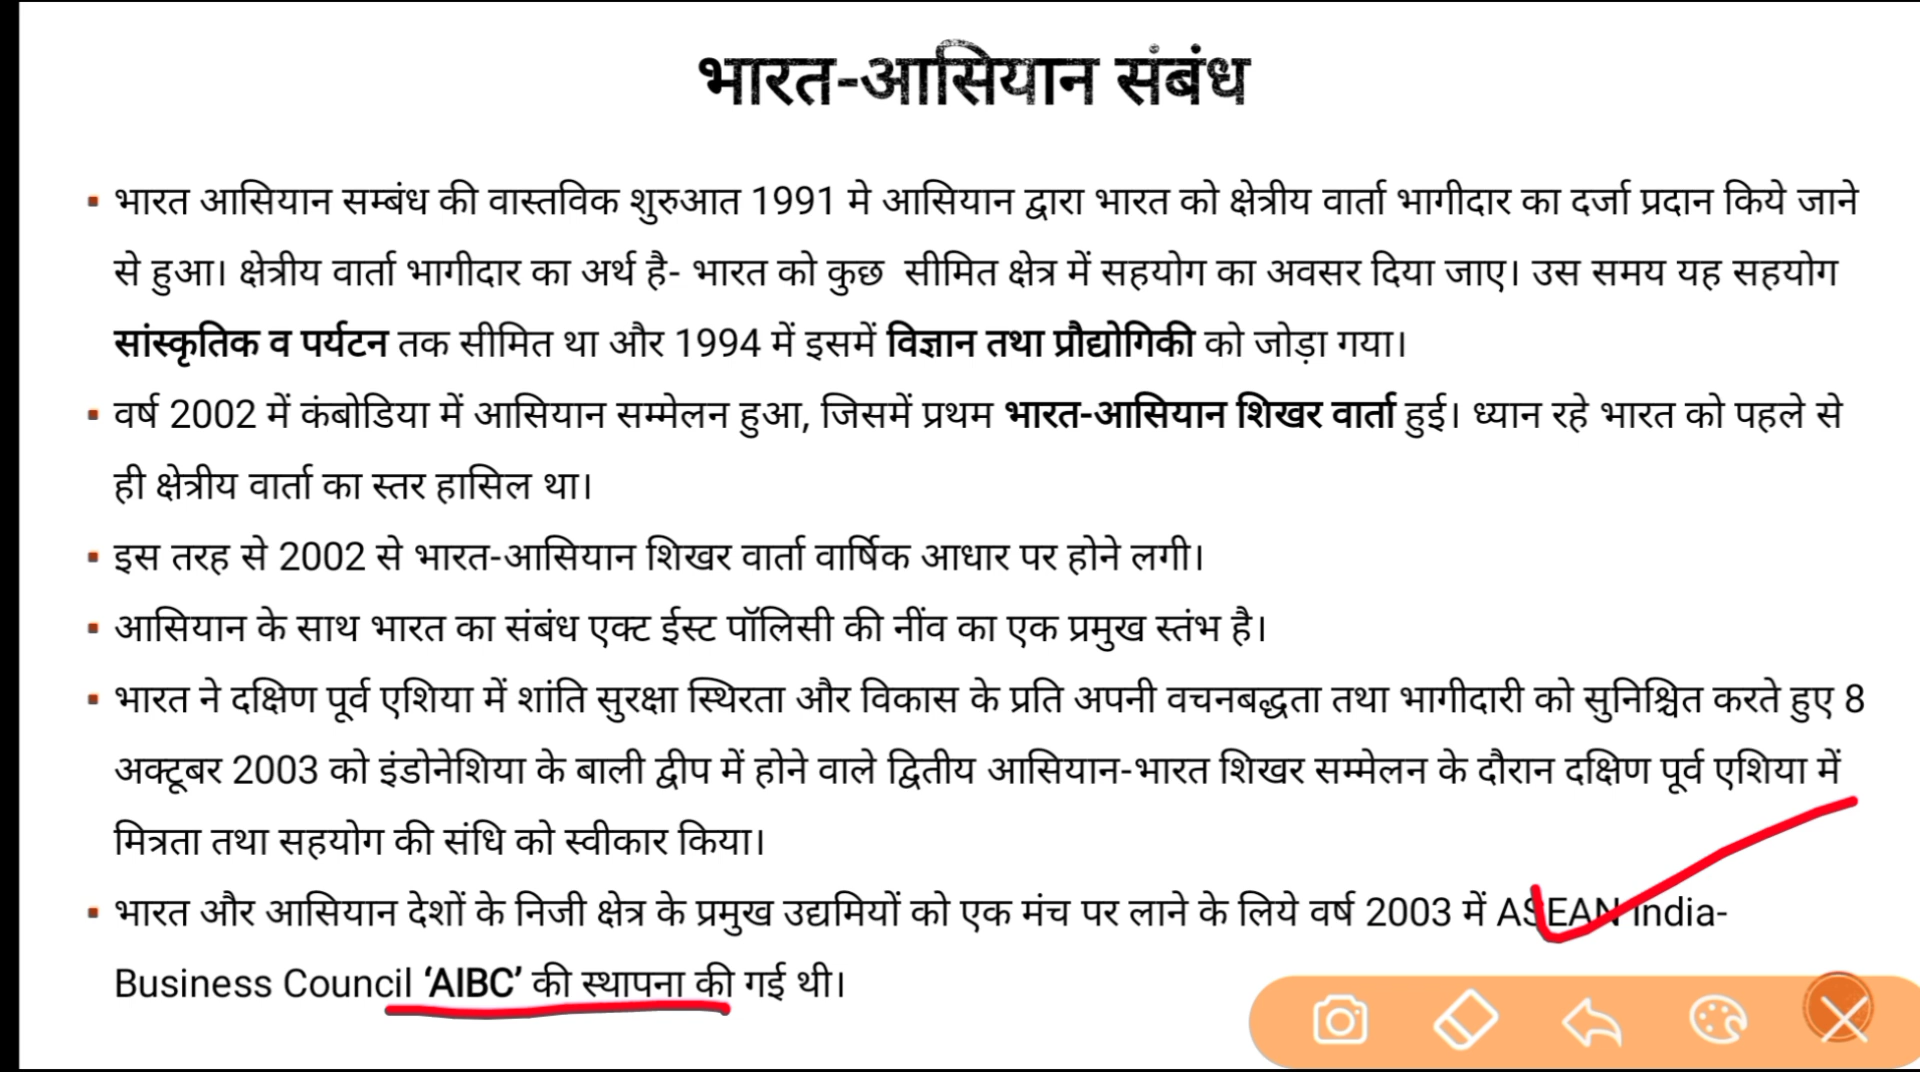 भारत-आसियान संबंध
▪ भारत आसियान सम्बंध की वास्तविक शुरुआत 1991 मे आसियान द्वारा भारत को क्षेत्रीय वार्ता भागीदार का दर्जा प्रदान किये जाने
से हुआ। क्षेत्रीय वार्ता भागीदार का अर्थ है- भारत को कुछ सीमित क्षेत्र में सहयोग का अवसर दिया जाए। उस समय यह सहयोग
सांस्कृतिक व पर्यटन तक सीमित था और 1994 में इसमें विज्ञान तथा प्रौद्योगिकी को जोड़ा गया।
▪ वर्ष 2002 में कंबोडिया में आसियान सम्मेलन हुआ, जिसमें प्रथम भारत-आसियान शिखर वार्ता हुई। ध्यान रहे भारत को पहले से
ही क्षेत्रीय वार्ता का स्तर हासिल था।
▪ इस तरह से 2002 से भारत-आसियान शिखर वार्ता वार्षिक आधार पर होने लगी।
▪ आसियान के साथ भारत का संबंध एक्ट ईस्ट पॉलिसी की नींव का एक प्रमुख स्तंभ है।
▪ भारत ने दक्षिण पूर्व एशिया में शांति सुरक्षा स्थिरता और विकास के प्रति अपनी वचनबद्धता तथा भागीदारी को सुनिश्चित करते हुए 8
अक्टूबर 2003 को इंडोनेशिया के बाली द्वीप में होने वाले द्वितीय आसियान-भारत शिखर सम्मेलन के दौरान दक्षिण पूर्व एशिया में
मित्रता तथा सहयोग की संधि को स्वीकार किया।
▪ भारत और आसियान देशों के निजी क्षेत्र के प्रमुख उद्यमियों को एक मंच पर लाने के लिये वर्ष 2003 में ASEAN India-
Business Council ‘AIBC’ की स्थापना की गई थी।